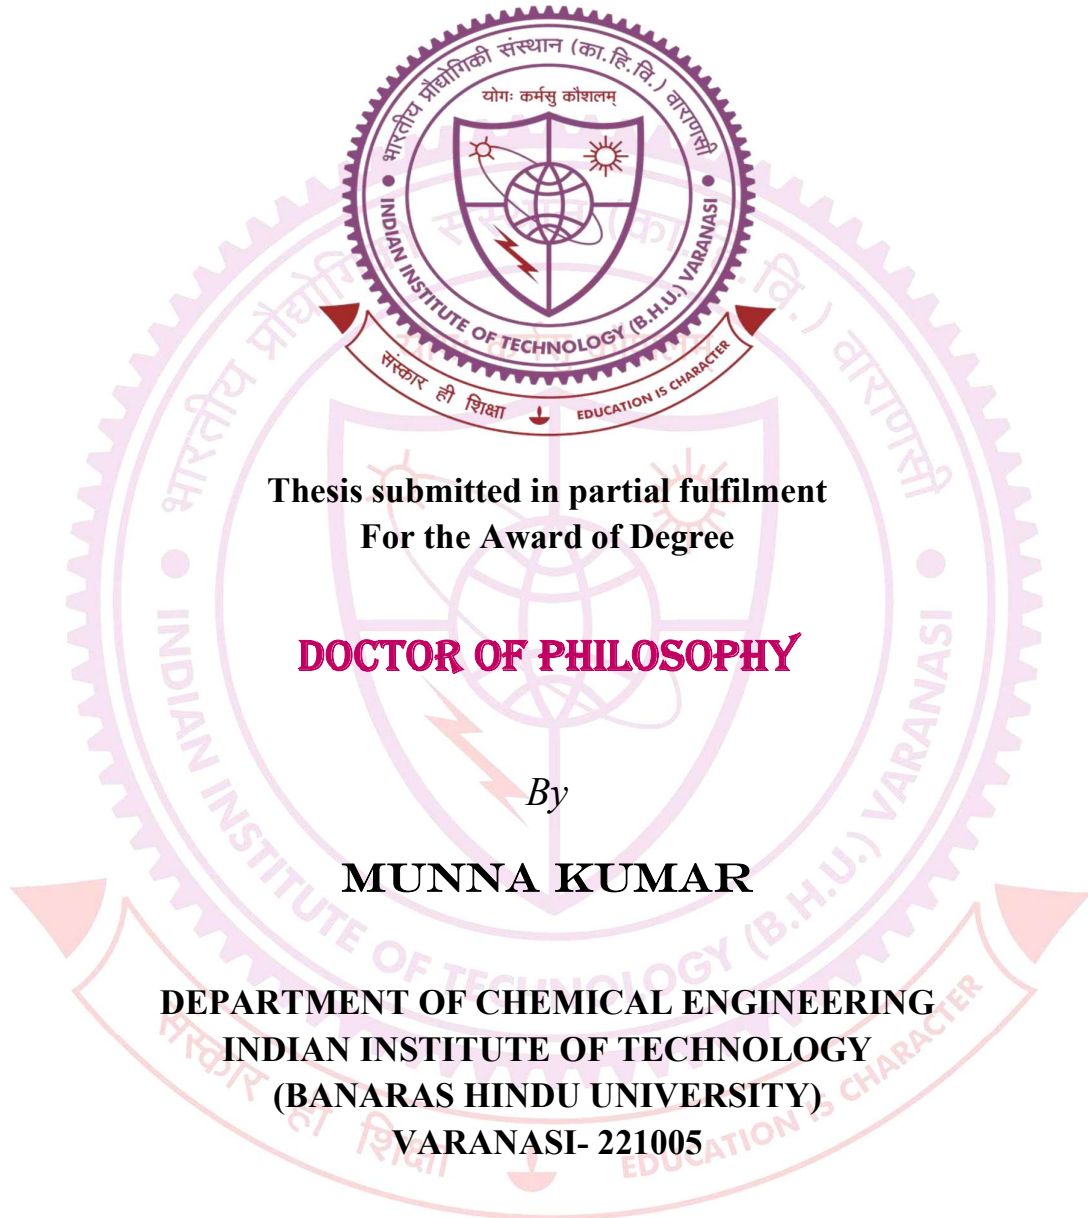 भारतीय प्रौद्योगिकी संस्थान (का.हि.वि.) वाराणसी
योगः कर्मसु कौशलम्
INDIAN INSTITUTE OF TECHNOLOGY (B.H.U.) VARANASI
संस्कार ही शिक्षा
EDUCATION IS CHARACTER
Thesis submitted in partial fulfilment
For the Award of Degree
DOCTOR OF PHILOSOPHY
By
MUNNA KUMAR
DEPARTMENT OF CHEMICAL ENGINEERING
INDIAN INSTITUTE OF TECHNOLOGY
(BANARAS HINDU UNIVERSITY)
VARANASI- 221005